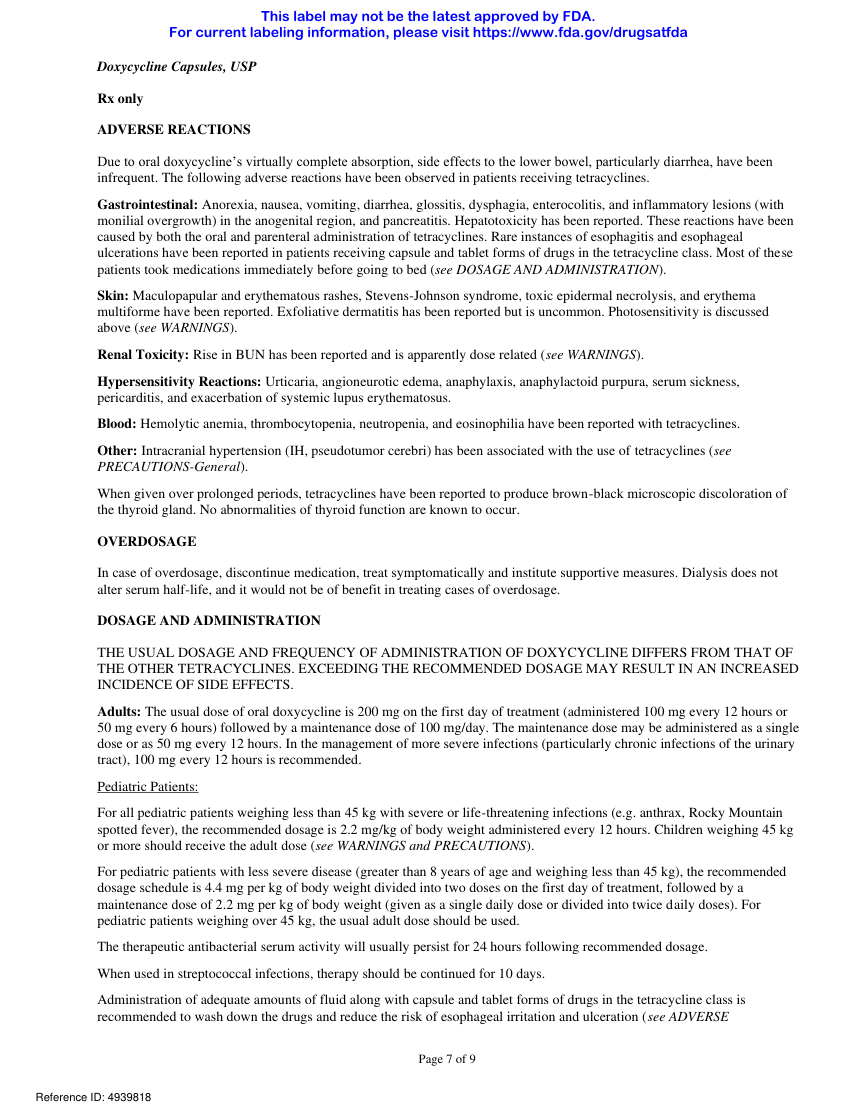 This label may not be the latest approved by FDA.
For current labeling information, please visit https://www.fda.gov/drugsatfda
Doxycycline Capsules, USP
Rx only
ADVERSE REACTIONS
Due to oral doxycycline’s virtually complete absorption, side effects to the lower bowel, particularly diarrhea, have been
infrequent. The following adverse reactions have been observed in patients receiving tetracyclines.
Gastrointestinal: Anorexia, nausea, vomiting, diarrhea, glossitis, dysphagia, enterocolitis, and inflammatory lesions (with
monilial overgrowth) in the anogenital region, and pancreatitis. Hepatotoxicity has been reported. These reactions have been
caused by both the oral and parenteral administration of tetracyclines. Rare instances of esophagitis and esophageal
ulcerations have been reported in patients receiving capsule and tablet forms of drugs in the tetracycline class. Most of these
patients took medications immediately before going to bed (see DOSAGE AND ADMINISTRATION).
Skin: Maculopapular and erythematous rashes, Stevens-Johnson syndrome, toxic epidermal necrolysis, and erythema
multiforme have been reported. Exfoliative dermatitis has been reported but is uncommon. Photosensitivity is discussed
above (see WARNINGS).
Renal Toxicity: Rise in BUN has been reported and is apparently dose related (see WARNINGS).
Hypersensitivity Reactions: Urticaria, angioneurotic edema, anaphylaxis, anaphylactoid purpura, serum sickness,
pericarditis, and exacerbation of systemic lupus erythematosus.
Blood: Hemolytic anemia, thrombocytopenia, neutropenia, and eosinophilia have been reported with tetracyclines.
Other: Intracranial hypertension (IH, pseudotumor cerebri) has been associated with the use of tetracyclines (see
PRECAUTIONS-General).
When given over prolonged periods, tetracyclines have been reported to produce brown-black microscopic discoloration of
the thyroid gland. No abnormalities of thyroid function are known to occur.
OVERDOSAGE
In case of overdosage, discontinue medication, treat symptomatically and institute supportive measures. Dialysis does not
alter serum half-life, and it would not be of benefit in treating cases of overdosage.
DOSAGE AND ADMINISTRATION
THE USUAL DOSAGE AND FREQUENCY OF ADMINISTRATION OF DOXYCYCLINE DIFFERS FROM THAT OF
THE OTHER TETRACYCLINES. EXCEEDING THE RECOMMENDED DOSAGE MAY RESULT IN AN INCREASED
INCIDENCE OF SIDE EFFECTS.
Adults: The usual dose of oral doxycycline is 200 mg on the first day of treatment (administered 100 mg every 12 hours or
50 mg every 6 hours) followed by a maintenance dose of 100 mg/day. The maintenance dose may be administered as a single
dose or as 50 mg every 12 hours. In the management of more severe infections (particularly chronic infections of the urinary
tract), 100 mg every 12 hours is recommended.
Pediatric Patients:
For all pediatric patients weighing less than 45 kg with severe or life-threatening infections (e.g. anthrax, Rocky Mountain
spotted fever), the recommended dosage is 2.2 mg/kg of body weight administered every 12 hours. Children weighing 45 kg
or more should receive the adult dose (see WARNINGS and PRECAUTIONS).
For pediatric patients with less severe disease (greater than 8 years of age and weighing less than 45 kg), the recommended
dosage schedule is 4.4 mg per kg of body weight divided into two doses on the first day of treatment, followed by a
maintenance dose of 2.2 mg per kg of body weight (given as a single daily dose or divided into twice daily doses). For
pediatric patients weighing over 45 kg, the usual adult dose should be used.
The therapeutic antibacterial serum activity will usually persist for 24 hours following recommended dosage.
When used in streptococcal infections, therapy should be continued for 10 days.
Administration of adequate amounts of fluid along with capsule and tablet forms of drugs in the tetracycline class is
recommended to wash down the drugs and reduce the risk of esophageal irritation and ulceration (see ADVERSE
Page 7 of 9
Reference ID: 4939818